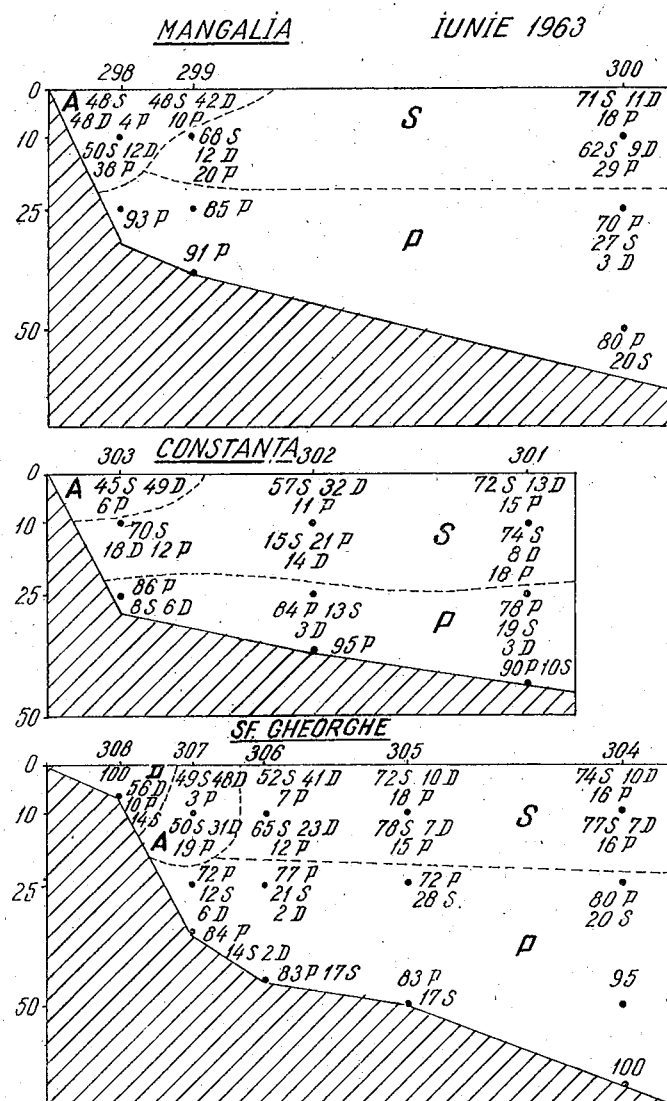 MANGALIA IUNIE 1963
298 299 300
0
A 48 S 48 S 42 D 71 S 11 D
48 D 4 P 10 P S 18 P
10
68 S
50 S 12 D 12 D 62 S 9 D
38 P 20 P 29 P
25
93 P 85 P P 70 P
27 S
91 P 3 D
50
80 P
20 S
CONSTANTA
303 302 301
0
A 45 S 49 D 57 S 32 D 72 S 13 D
6 P 11 P 15 P
10
70 S S 74 S
18 D 12 P 15 S 21 P 8 D
14 D 18 P
25
86 P
8 S 6 D 84 P 13 S P 78 P
3 D 19 S
95 P 3 D
90 P 10 S
50
SF. GHEORGHE
308 307 306 305 304
0
100 D 49 S 48 D 52 S 41 D 72 S 10 D 74 S 10 D
56 D 3 P 7 P 18 P 16 P
10
10 P S
14 S 50 S 31 D 65 S 23 D 78 S 7 D 77 S 7 D
A 19 P 12 P 15 P 16 P
25
72 P 77 P 72 P 80 P
12 S 21 S 28 S 20 S
6 D 2 D
84 P P
14 S 2 D
83 P 17 S 83 P 95
17 S
50
100